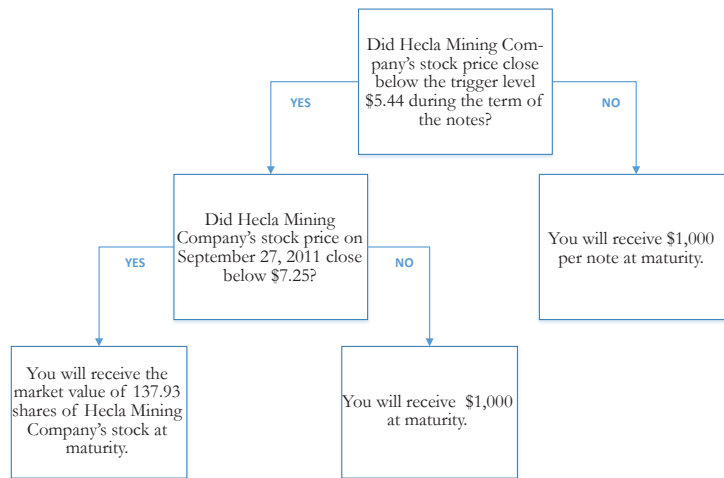 Did Hecla Mining Com-
pany's stock price close
below the trigger level
$5.44 during the term of
the notes?
YES
NO
Did Hecla Mining
Company's stock price on
September 27, 2011 close
below $7.25?
You will receive $1,000
per note at maturity.
YES
NO
You will receive the
market value of 137.93
shares of Hecla Mining
Company's stock at
maturity.
You will receive $1,000
at maturity.